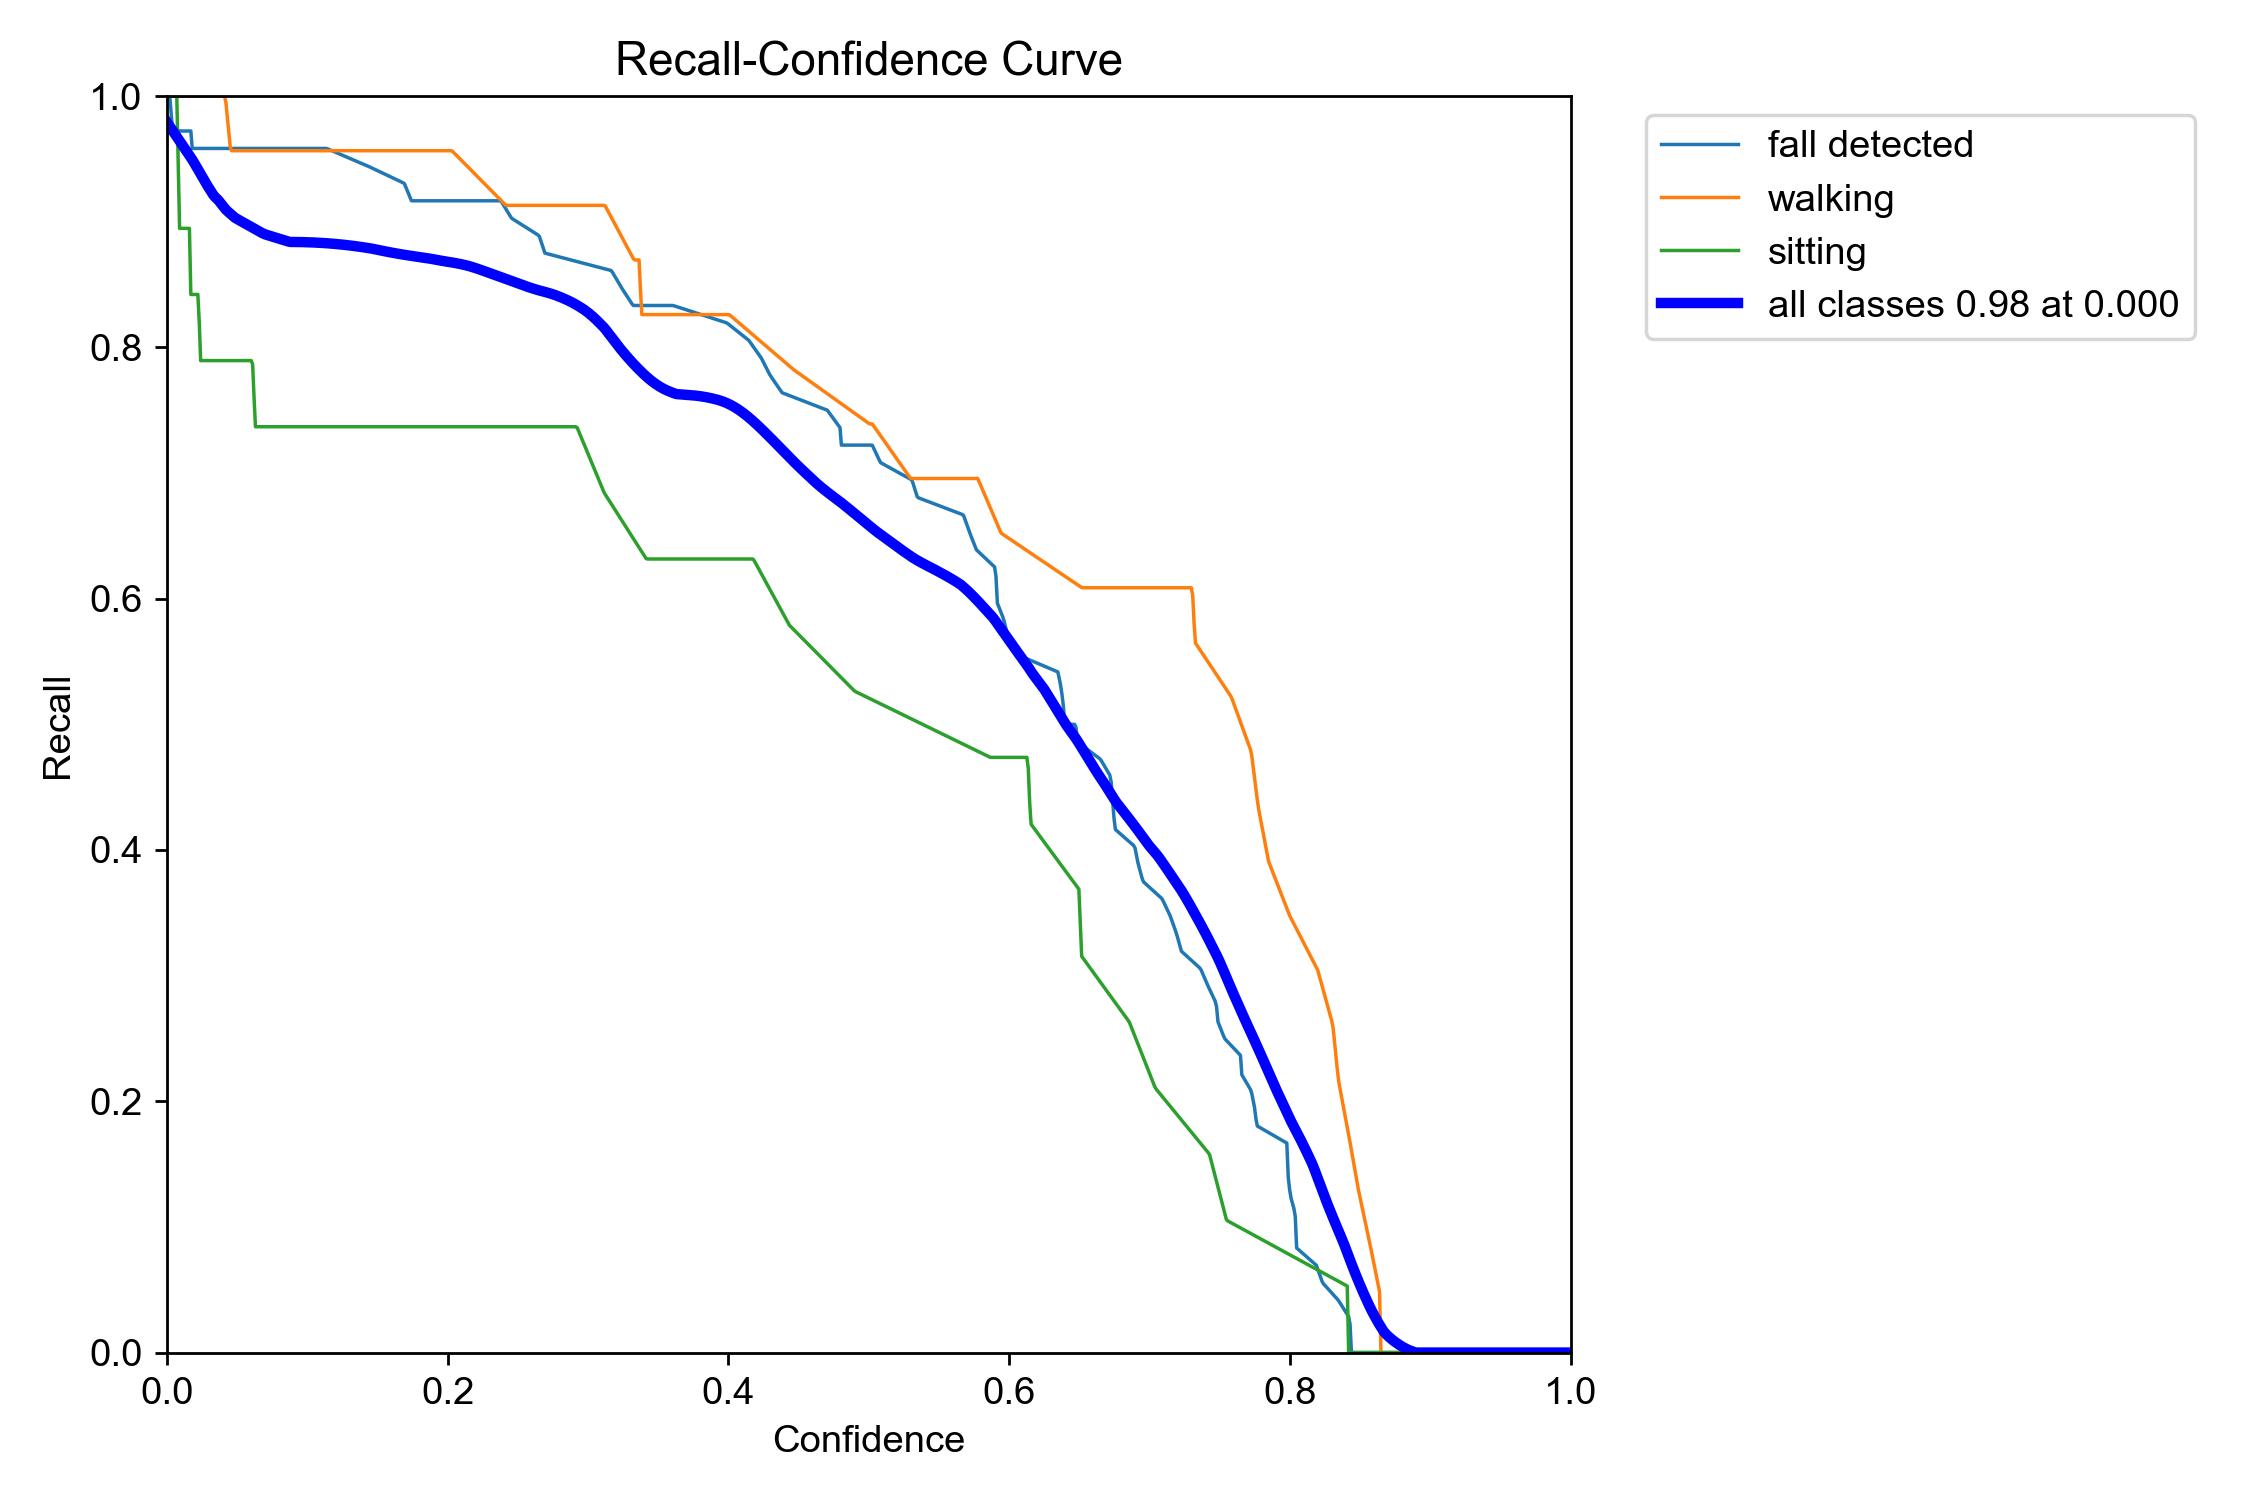 Recall-Confidence Curve
1.0
0.8
0.6
0.4
0.2
0.0
Recall
0.0 0.2 0.4 0.6 0.8 1.0
Confidence
fall detected
walking
sitting
all classes 0.98 at 0.000